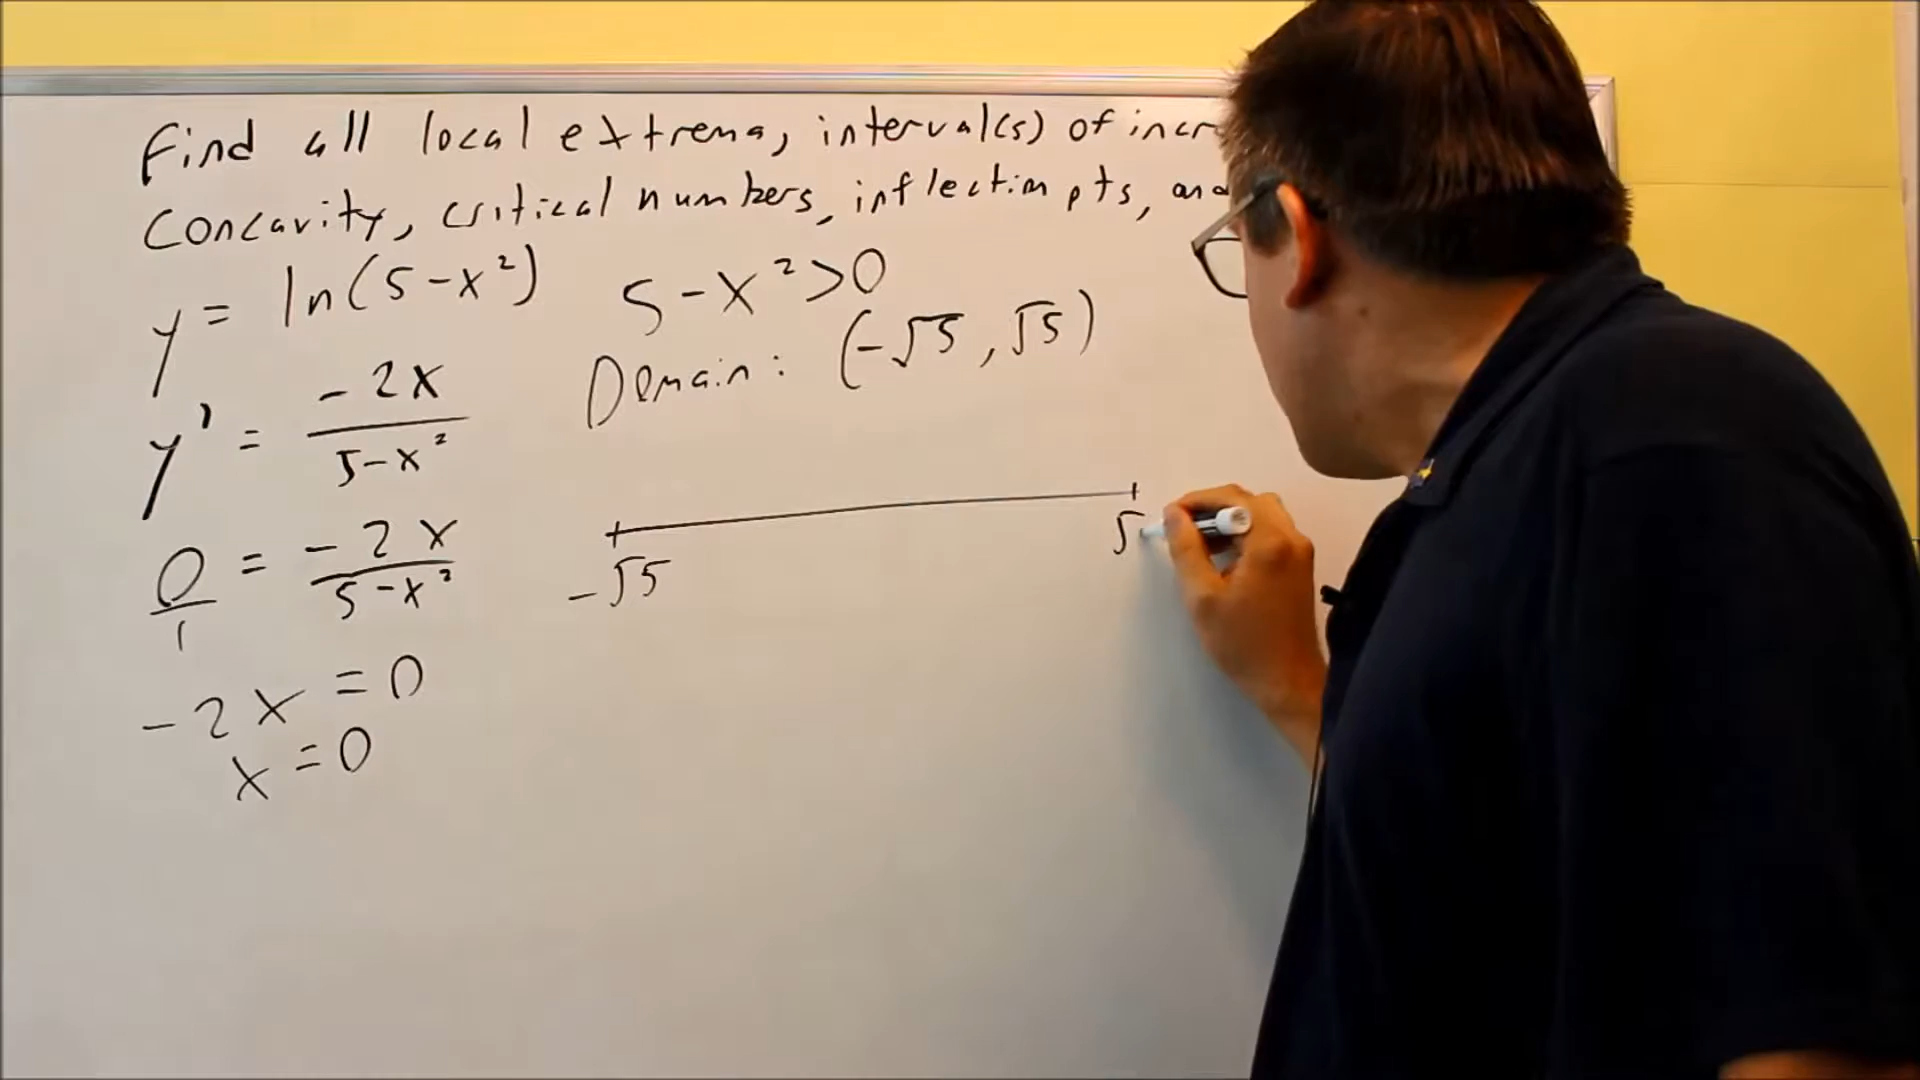 Find all local extrema, interval(s) of incr
Concavity, critical numbers, inflection pts, and
y = ln(5-x²)
5-x²>0
Domain: (-√5, √5)
y' = -2x / 5-x²
0/1 = -2x / 5-x²
-√5
-2x = 0
x = 0